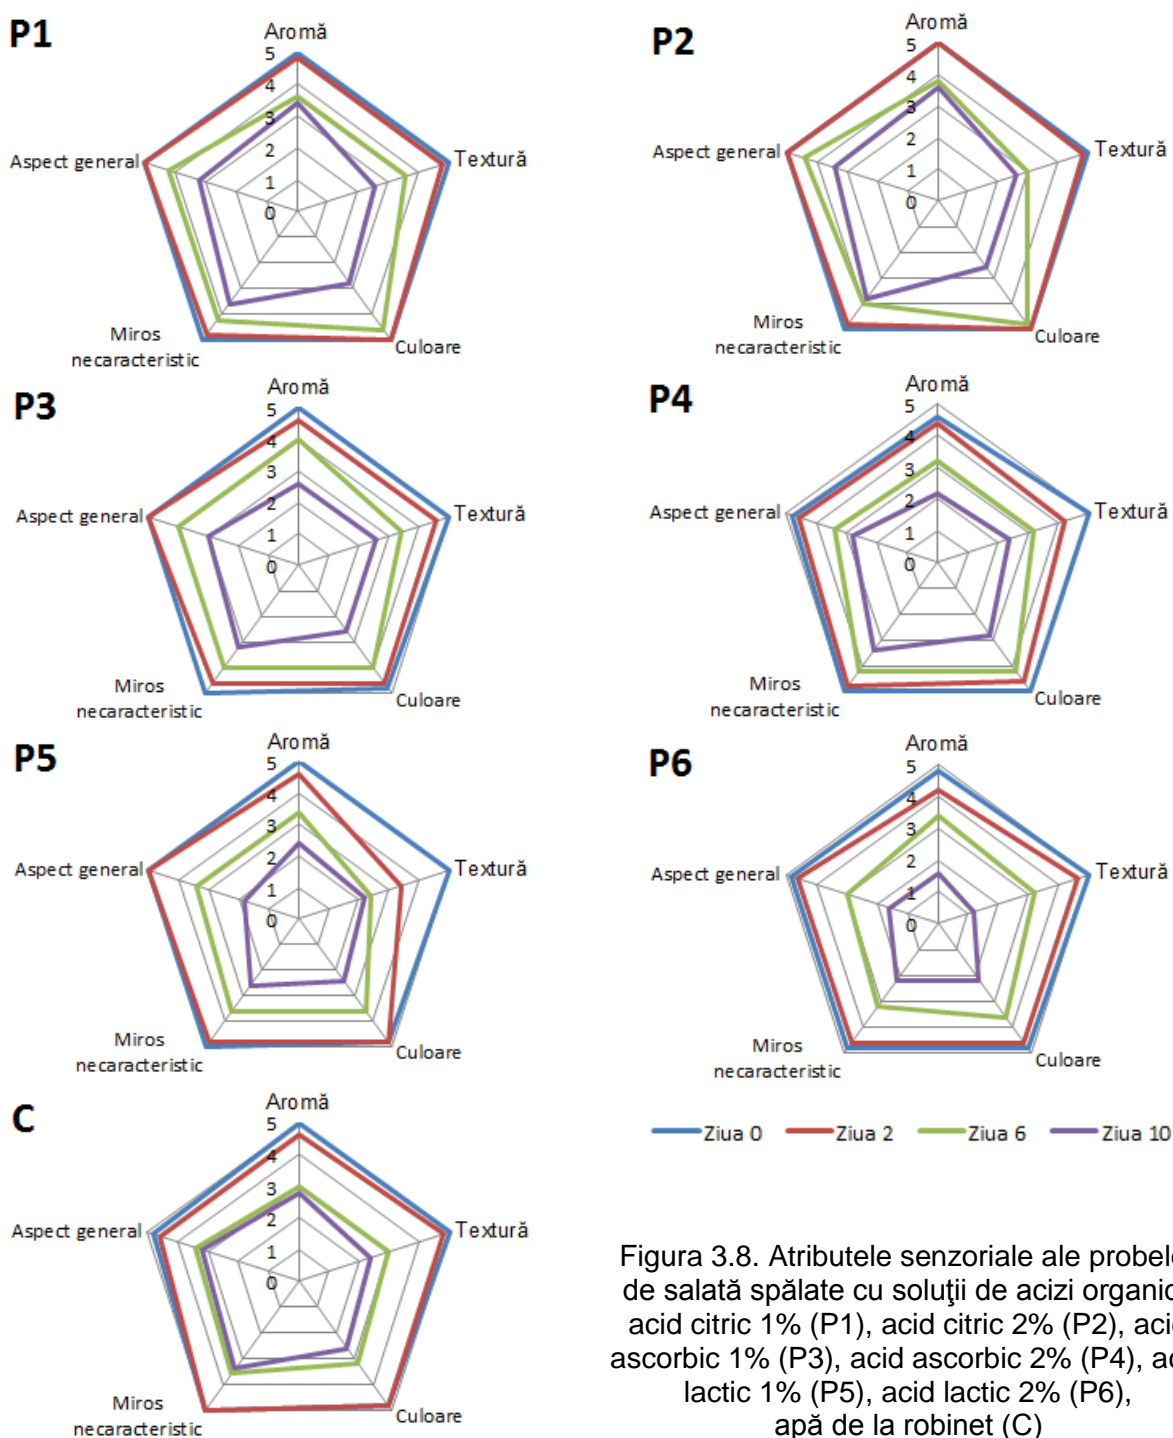 P1
Aromă
5
4
3
2
1
0
Aspect general
Textură
Miros
necaracteristic
Culoare
P2
Aromă
5
4
3
2
1
0
Aspect general
Textură
Miros
necaracteristic
Culoare
P3
Aromă
5
4
3
2
1
0
Aspect general
Textură
Miros
necaracteristic
Culoare
P4
Aromă
5
4
3
2
1
0
Aspect general
Textură
Miros
necaracteristic
Culoare
P5
Aromă
5
4
3
2
1
0
Aspect general
Textură
Miros
necaracteristic
Culoare
P6
Aromă
5
4
3
2
1
0
Aspect general
Textură
Miros
necaracteristic
Culoare
C
Aromă
5
4
3
2
1
0
Aspect general
Textură
Miros
necaracteristic
Culoare
Ziua 0 Ziua 2 Ziua 6 Ziua 10
Figura 3.8. Atributele senzoriale ale
de salată spălate cu soluţii de acizi
acid citric 1% (P1), acid citric 2% (P2),
ascorbic 1% (P3), acid ascorbic 2% (P4),
lactic 1% (P5), acid lactic 2% (P6),
apă de la robinet (C)